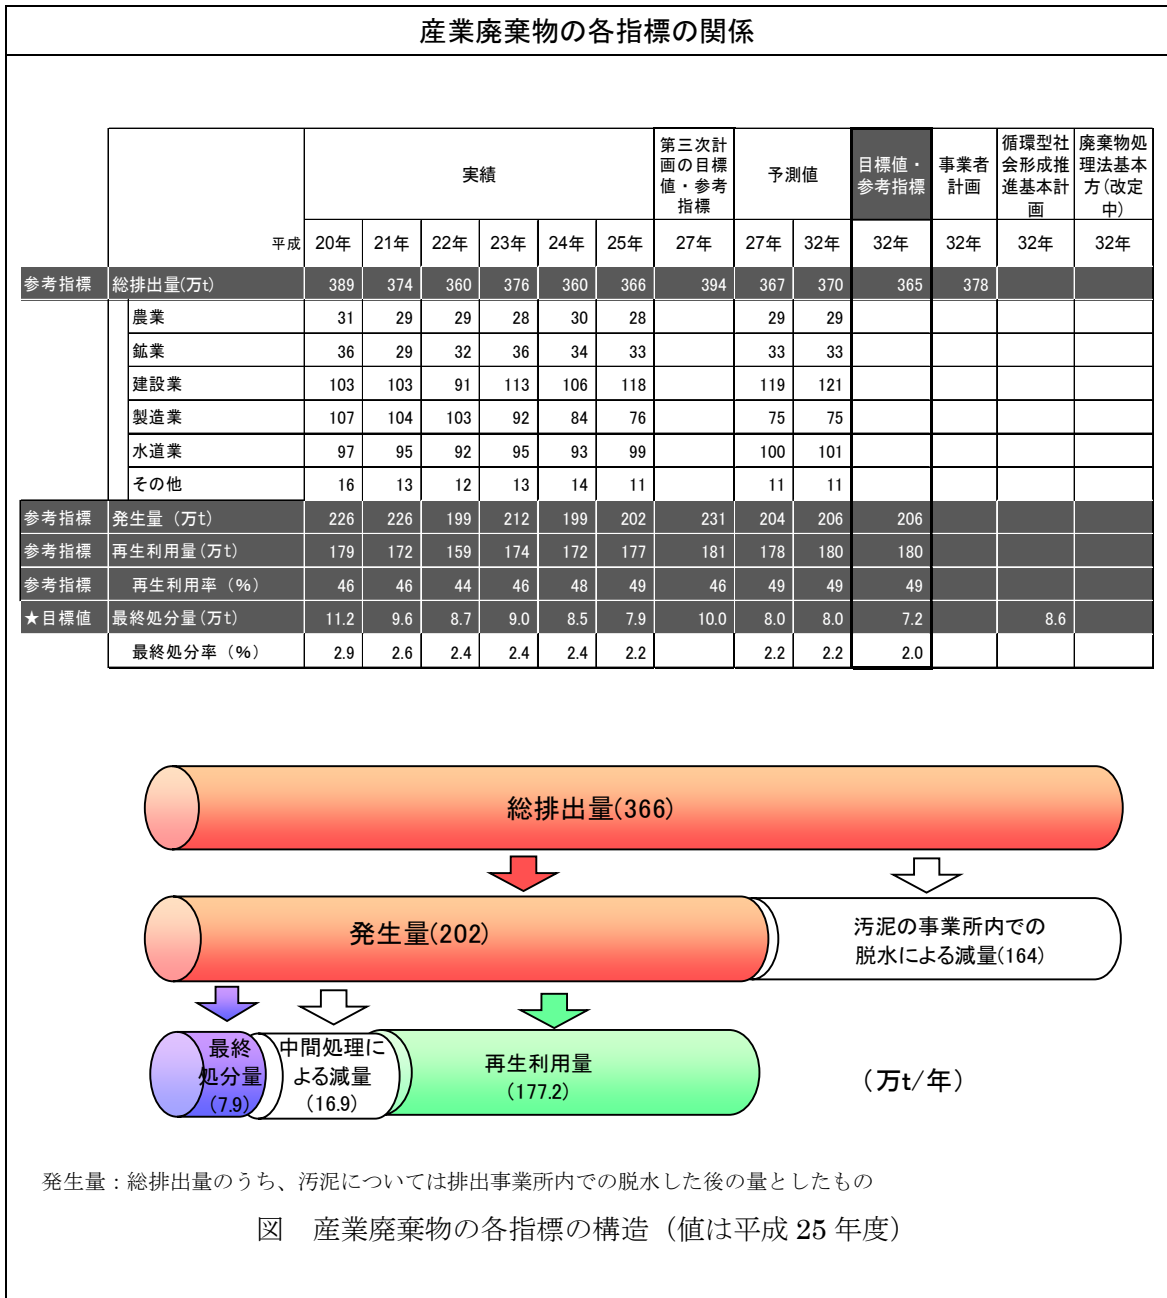 産業廃棄物の各指標の関係
実績 第三次計画の目標値・参考指標 予測値 目標値・参考指標 事業者計画 循環型社会形成推進基本計画 廃棄物処理法基本方(改定中)
平成 20年 21年 22年 23年 24年 25年 27年 27年 32年 32年 32年 32年 32年
参考指標 総排出量(万t) 389 374 360 376 360 366 394 367 370 365 378
農業 31 29 29 28 30 28 29 29
鉱業 36 29 32 36 34 33 33 33
建設業 103 103 91 113 106 118 119 121
製造業 107 104 103 92 84 76 75 75
水道業 97 95 92 95 93 99 100 101
その他 16 13 12 13 14 11 11 11
参考指標 発生量（万t） 226 226 199 212 199 202 231 204 206 206
参考指標 再生利用量(万t) 179 172 159 174 172 177 181 178 180 180
参考指標 再生利用率（%） 46 46 44 46 48 49 46 49 49 49
★目標値 最終処分量(万t) 11.2 9.6 8.7 9.0 8.5 7.9 10.0 8.0 8.0 7.2 8.6
最終処分率（%） 2.9 2.6 2.4 2.4 2.4 2.2 2.2 2.2 2.0
総排出量(366)
発生量(202)
汚泥の事業所内での
脱水による減量(164)
最終
処分量
(7.9)
中間処理に
よる減量
(16.9)
再生利用量
(177.2)
（万t/年）
発生量：総排出量のうち、汚泥については排出事業所内での脱水した後の量としたもの
図　産業廃棄物の各指標の構造（値は平成 25 年度）